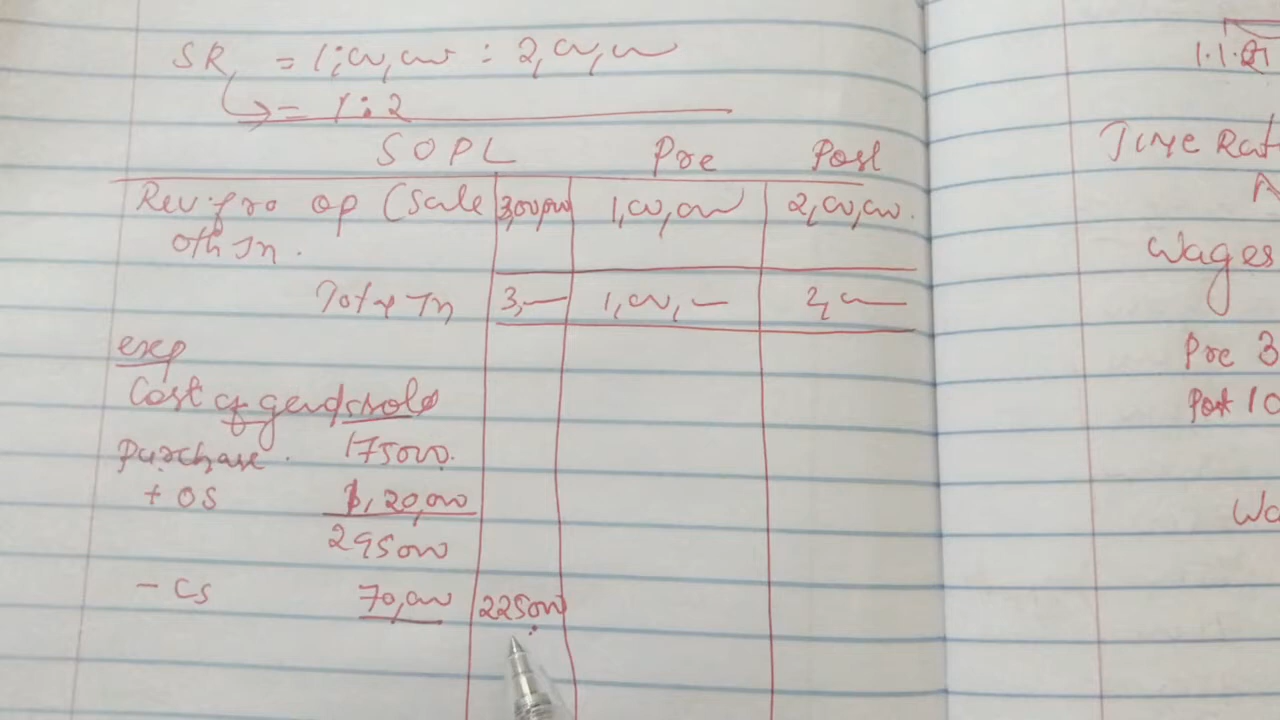 SR = 1,00,000 : 2,00,000
= 1:2
SOPL Pre Post
Rev. fro op (Sale 3,00,000 1,00,000 2,00,000.
Oth In.
Tot In 3,— 1,00,— 2,—
exp
Cost of goods sold
Purchase. 175000.
+ OS 1,20,000
295000
- CS 70,000 225000
1.1.21
Time Rat
A
Wages
Pre 3
Post 10
Wa